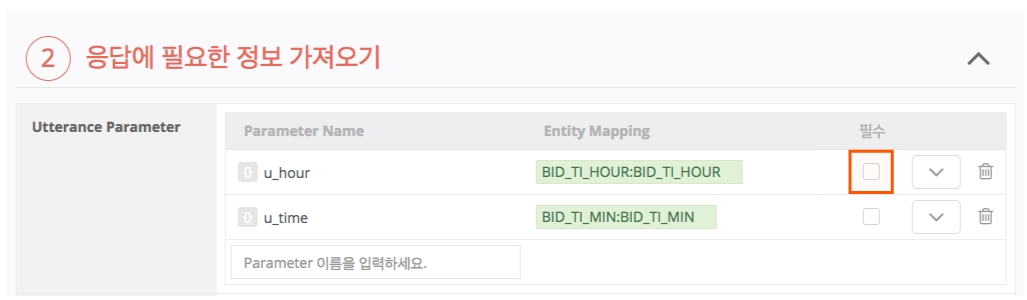 2 응답에 필요한 정보 가져오기
Utterance Parameter
Parameter Name Entity Mapping 필수
{} u_hour BID_TI_HOUR:BID_TI_HOUR
{} u_time BID_TI_MIN:BID_TI_MIN
Parameter 이름을 입력하세요.